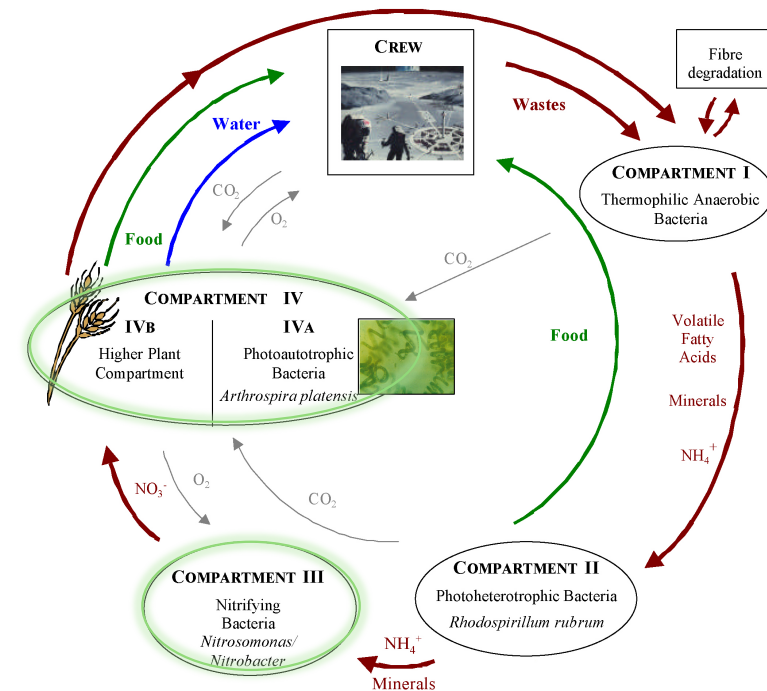 CREW
Fibre
degradation
Wastes
Water
CO₂
O₂
Food
COMPARTMENT I
Thermophilic Anaerobic
Bacteria
CO₂
COMPARTMENT IV
IVB
Higher Plant
Compartment
IVA
Photoautotrophic
Bacteria
Arthrospira platensis
Food
Volatile
Fatty
Acids
Minerals
NH₄⁺
NO₃⁻
O₂
CO₂
COMPARTMENT III
Nitrifying
Bacteria
Nitrosomonas/
Nitrobacter
COMPARTMENT II
Photoheterotrophic Bacteria
Rhodospirillum rubrum
NH₄⁺
Minerals